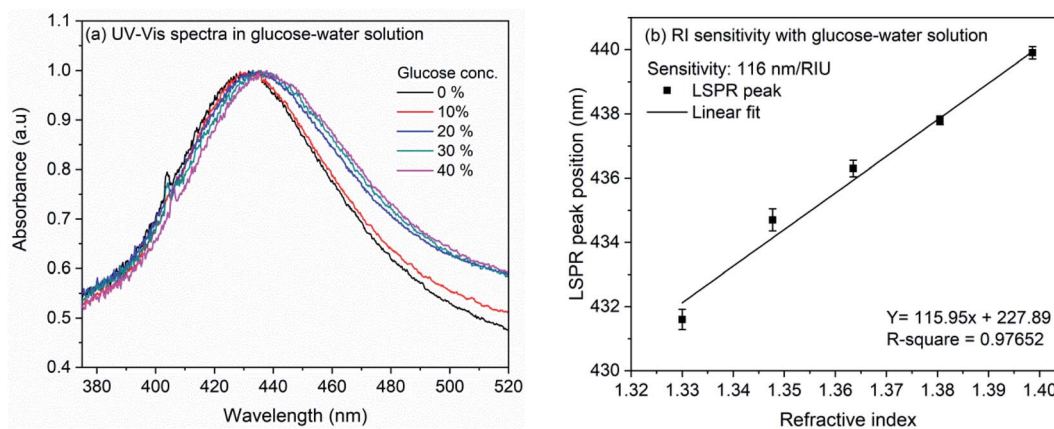 (a) UV-Vis spectra in glucose-water solution
Glucose conc.
0 %
10%
20 %
30 %
40 %
1.1
1.0
0.9
0.8
0.7
0.6
0.5
0.4
Absorbance (a.u)
380 400 420 440 460 480 500 520
Wavelength (nm)
(b) RI sensitivity with glucose-water solution
Sensitivity: 116 nm/RIU
LSPR peak
Linear fit
Y= 115.95x + 227.89
R-square = 0.97652
440
438
436
434
432
430
LSPR peak position (nm)
1.32 1.33 1.34 1.35 1.36 1.37 1.38 1.39 1.40
Refractive index